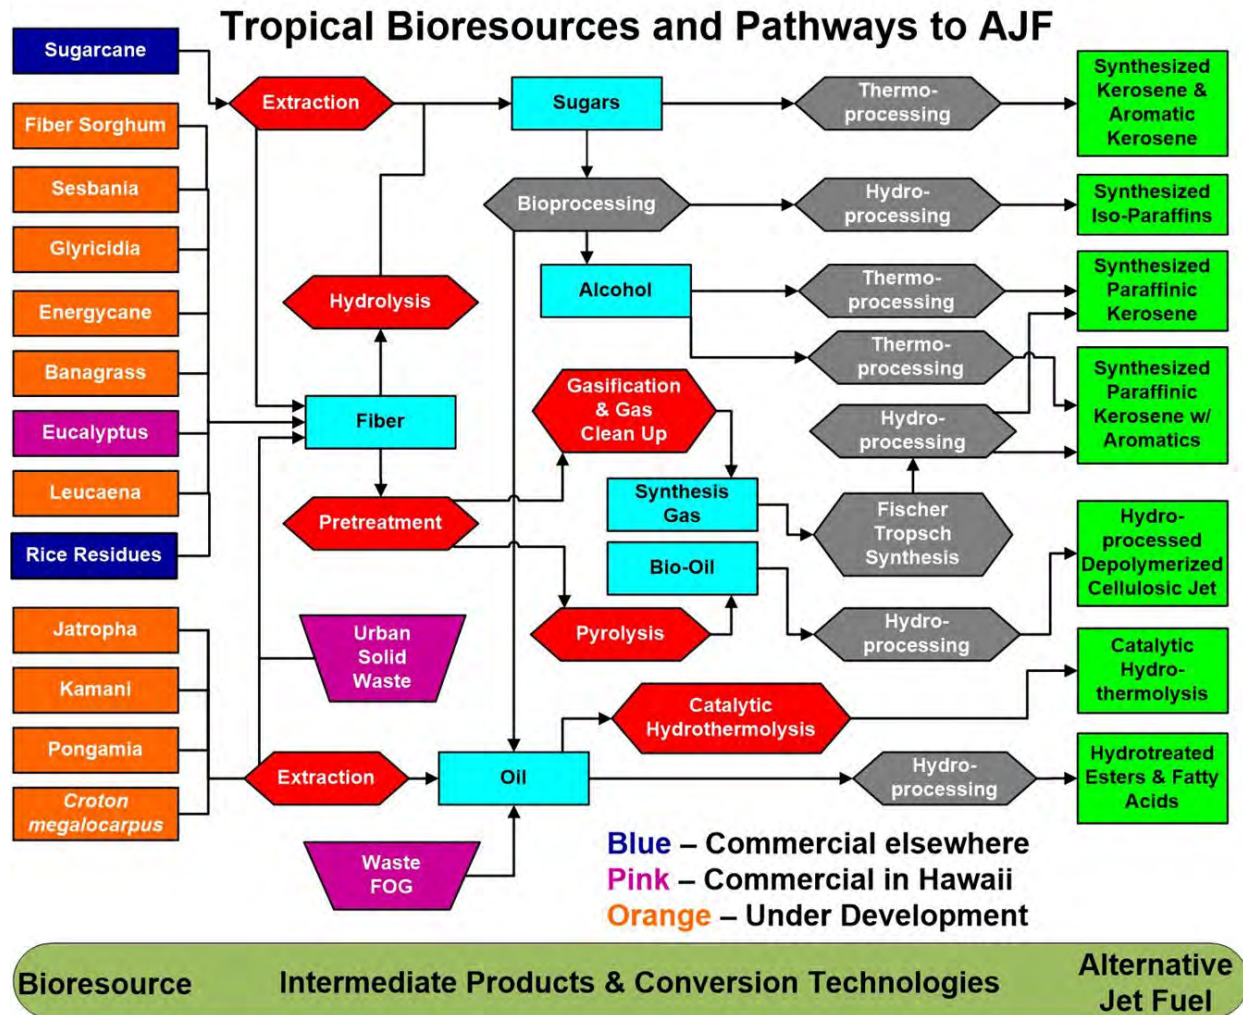 Tropical Bioresources and Pathways to AJF
Sugarcane
Fiber Sorghum
Sesbania
Glyricidia
Energycane
Banagrass
Eucalyptus
Leucaena
Rice Residues
Jatropha
Kamani
Pongamia
Croton
megalocarpus
Extraction
Hydrolysis
Fiber
Pretreatment
Urban
Solid
Waste
Extraction
Waste
FOG
Sugars
Bioprocessing
Alcohol
Gasification
& Gas
Clean Up
Synthesis
Gas
Bio-Oil
Pyrolysis
Catalytic
Hydrothermolysis
Oil
Thermo-
processing
Hydro-
processing
Thermo-
processing
Thermo-
processing
Hydro-
processing
Fischer
Tropsch
Synthesis
Hydro-
processing
Hydro-
processing
Synthesized
Kerosene &
Aromatic
Kerosene
Synthesized
Iso-Paraffins
Synthesized
Paraffinic
Kerosene
Synthesized
Paraffinic
Kerosene w/
Aromatics
Hydro-
processed
Depolymerized
Cellulosic Jet
Catalytic
Hydro-
thermolysis
Hydrotreated
Esters & Fatty
Acids
Blue – Commercial elsewhere
Pink – Commercial in Hawaii
Orange – Under Development
Bioresource
Intermediate Products & Conversion Technologies
Alternative
Jet Fuel